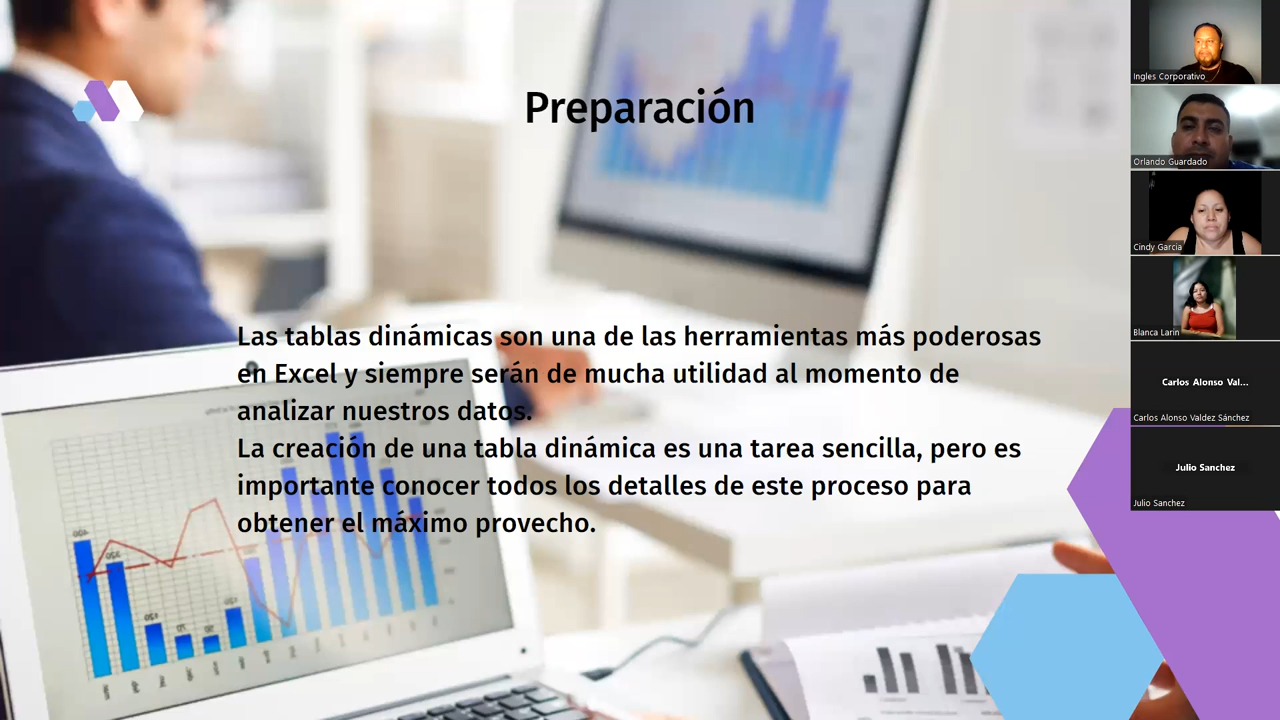 Preparación
Las tablas dinámicas son una de las herramientas más poderosas
en Excel y siempre serán de mucha utilidad al momento de
analizar nuestros datos.
La creación de una tabla dinámica es una tarea sencilla, pero es
importante conocer todos los detalles de este proceso para
obtener el máximo provecho.
Ingles Corporativo
Orlando Guardado
Cindy Garcia
Blanca Larin
Carlos Alonso Val...
Carlos Alonso Valdez Sánchez
Julio Sanchez
Julio Sanchez